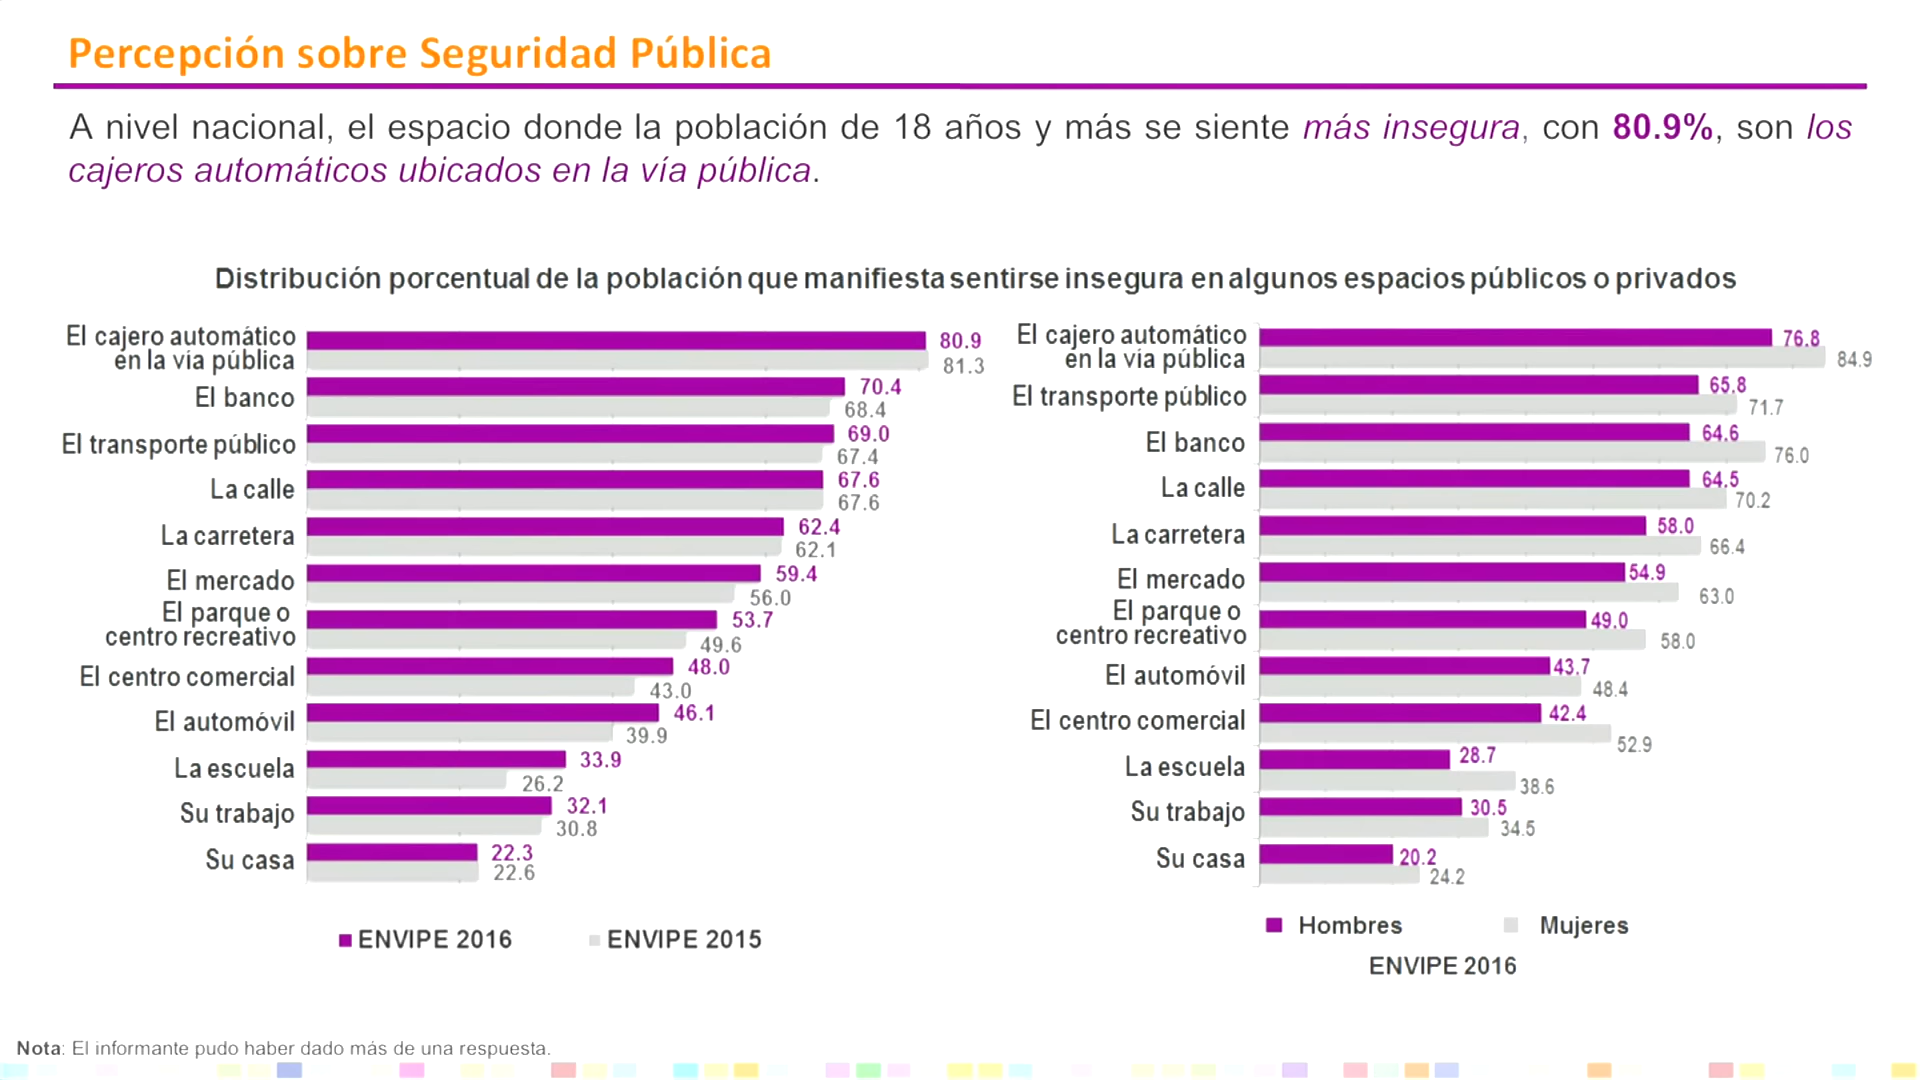 Percepción sobre Seguridad Pública
A nivel nacional, el espacio donde la población de 18 años y más se siente más insegura, con 80.9%, son los
cajeros automáticos ubicados en la vía pública.
Distribución porcentual de la población que manifiesta sentirse insegura en algunos espacios públicos o privados
El cajero automático
en la vía pública
80.9
81.3
El banco
70.4
68.4
El transporte público
69.0
67.4
La calle
67.6
67.6
La carretera
62.4
62.1
El mercado
59.4
56.0
El parque o
centro recreativo
53.7
49.6
El centro comercial
48.0
43.0
El automóvil
46.1
39.9
La escuela
33.9
26.2
Su trabajo
32.1
30.8
Su casa
22.3
22.6
ENVIPE 2016
ENVIPE 2015
El cajero automático
en la vía pública
76.8
84.9
El transporte público
65.8
71.7
El banco
64.6
76.0
La calle
64.5
70.2
La carretera
58.0
66.4
El mercado
54.9
63.0
El parque o
centro recreativo
49.0
58.0
El automóvil
43.7
48.4
El centro comercial
42.4
52.9
La escuela
28.7
38.6
Su trabajo
30.5
34.5
Su casa
20.2
24.2
Hombres
Mujeres
ENVIPE 2016
Nota: El informante pudo haber dado más de una respuesta.